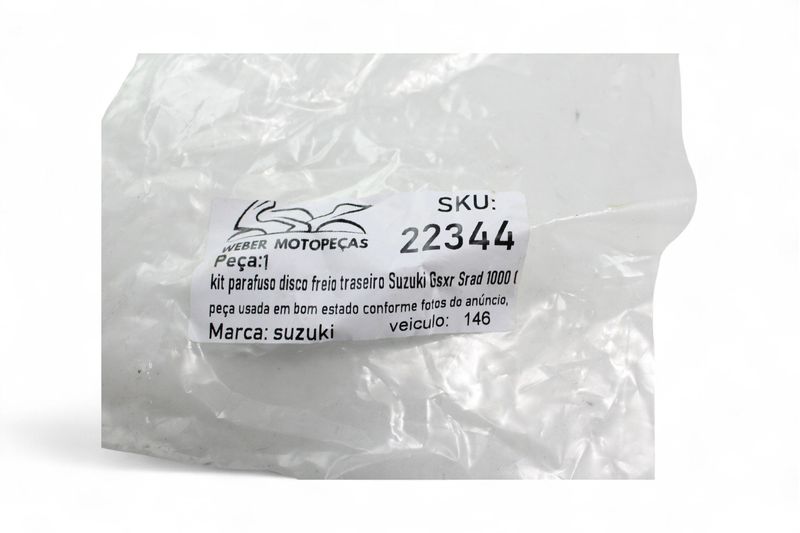 SKU:
22344
WEBER MOTOPEÇAS
Peça:1
kit parafuso disco freio traseiro Suzuki Gsxr Srad 1000 (
peça usada em bom estado conforme fotos do anúncio,
Marca: suzuki veiculo: 146